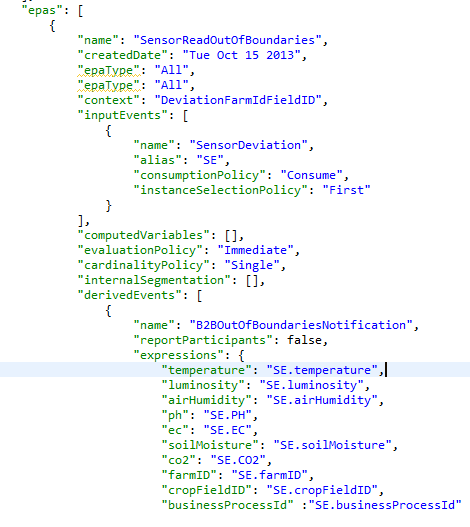 "epas": [
{
"name": "SensorReadOutOfBoundaries",
"createdDate": "Tue Oct 15 2013",
"epaType": "All",
"epaType": "All",
"context": "DeviationFarmIdFieldID",
"inputEvents": [
{
"name": "SensorDeviation",
"alias": "SE",
"consumptionPolicy": "Consume",
"instanceSelectionPolicy": "First"
}
],
"computedVariables": [],
"evaluationPolicy": "Immediate",
"cardinalityPolicy": "Single",
"internalSegmentation": [],
"derivedEvents": [
{
"name": "B2BOutOfBoundariesNotification",
"reportParticipants": false,
"expressions": {
"temperature": "SE.temperature",
"luminosity": "SE.luminosity",
"airHumidity": "SE.airHumidity",
"ph": "SE.PH",
"ec": "SE.EC",
"soilMoisture": "SE.soilMoisture",
"co2": "SE.CO2",
"farmID": "SE.farmID",
"cropFieldID": "SE.cropFieldID",
"businessProcessId" :"SE.businessProcessId"